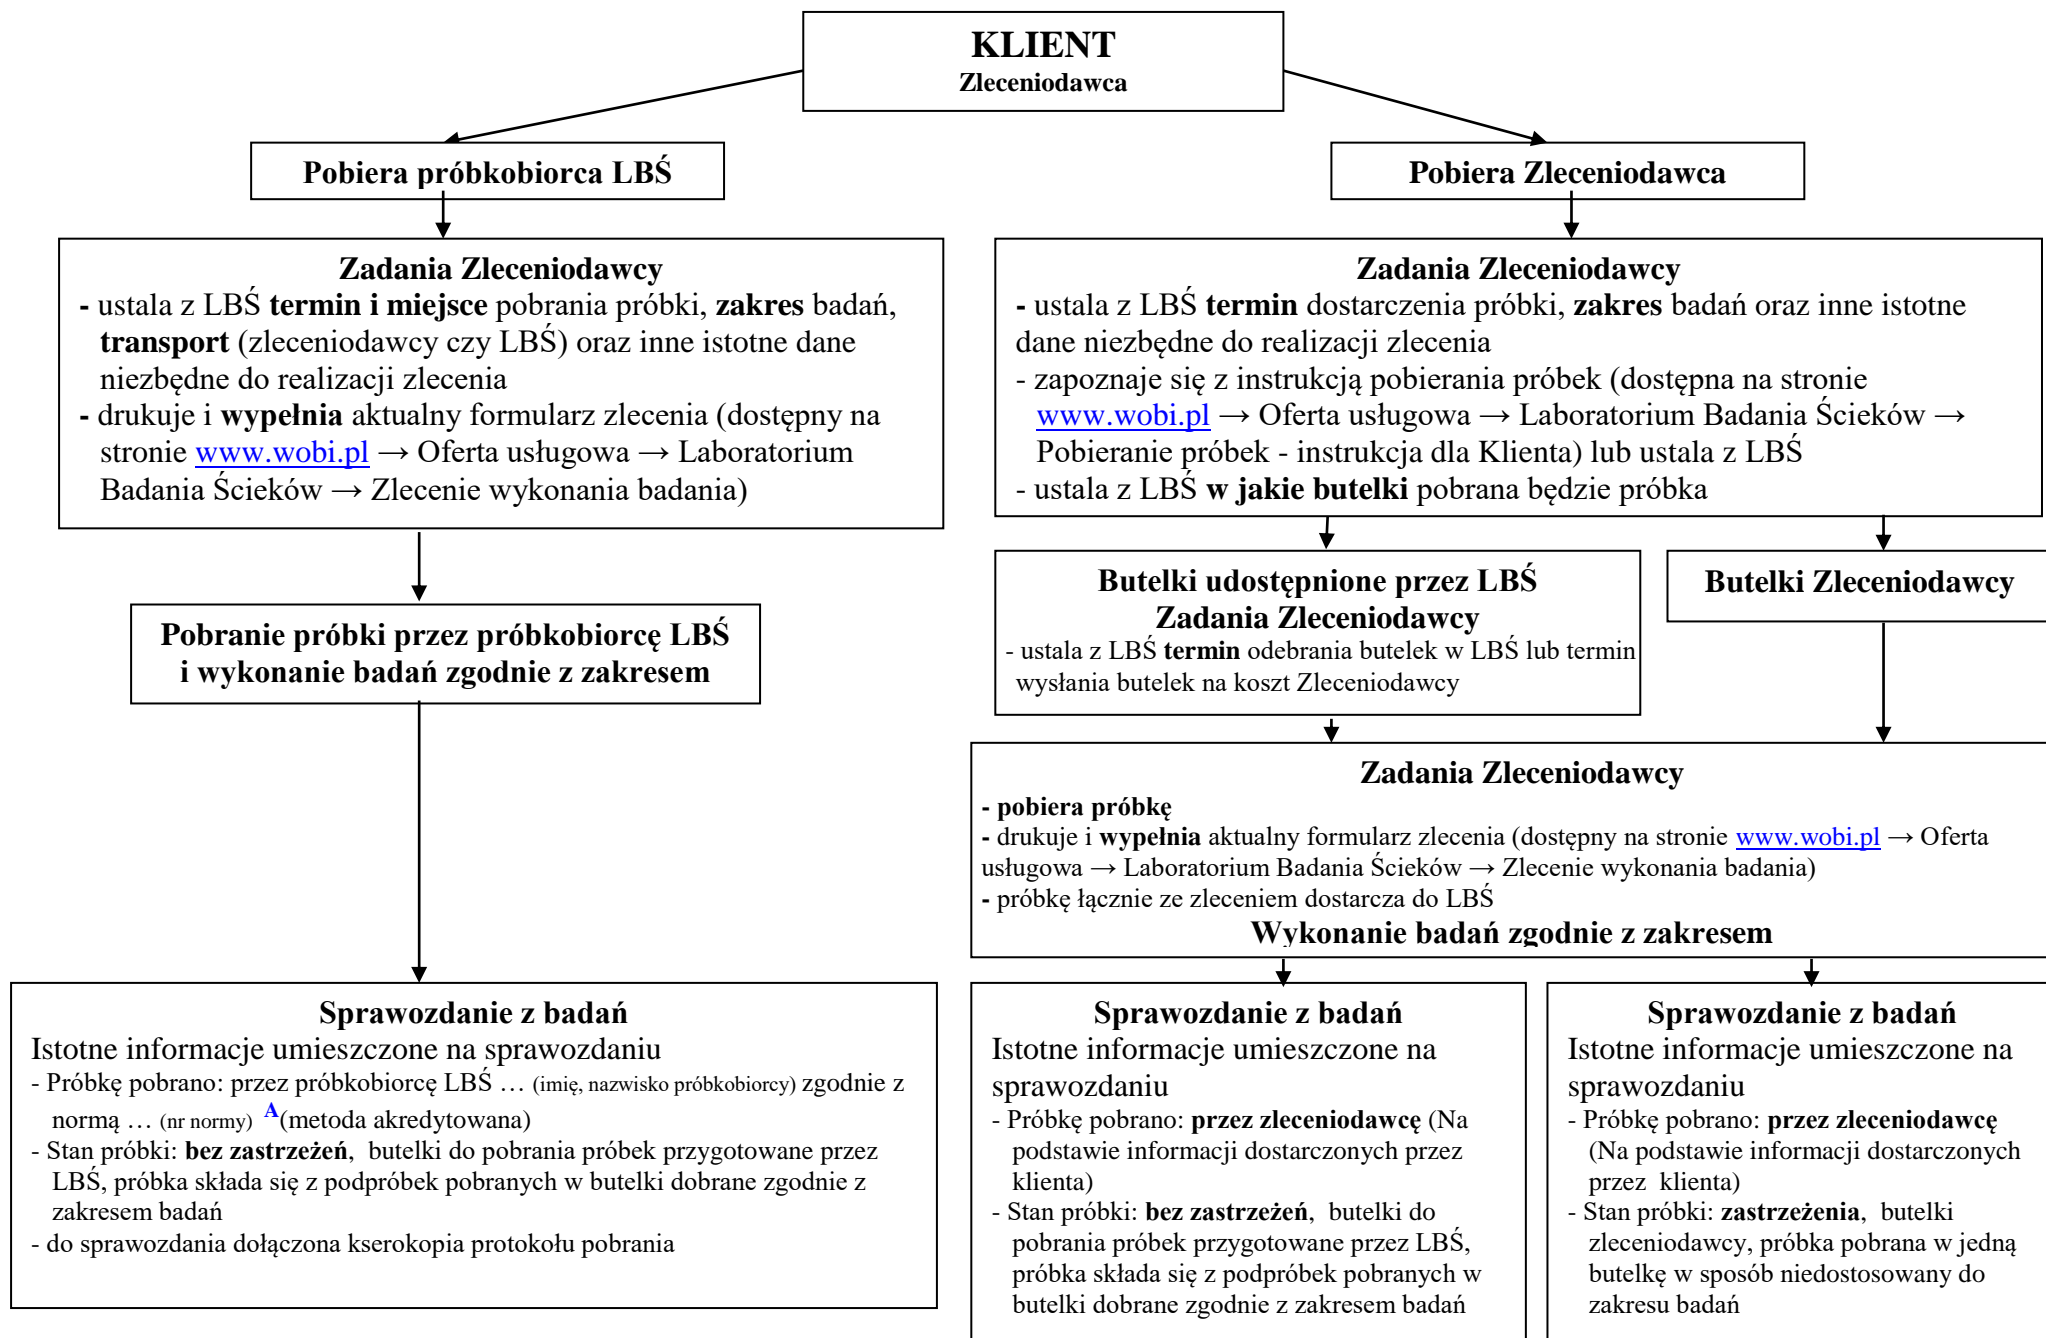 KLIENT
Zleceniodawca
Pobiera próbkobiorca LBŚ
Pobiera Zleceniodawca
Zadania Zleceniodawcy
- ustala z LBŚ termin i miejsce pobrania próbki, zakres badań,
transport (zleceniodawcy czy LBŚ) oraz inne istotne dane
niezbędne do realizacji zlecenia
- drukuje i wypełnia aktualny formularz zlecenia (dostępny na
stronie www.wobi.pl → Oferta usługowa → Laboratorium
Badania Ścieków → Zlecenie wykonania badania)
Zadania Zleceniodawcy
- ustala z LBŚ termin dostarczenia próbki, zakres badań oraz inne istotne
dane niezbędne do realizacji zlecenia
- zapoznaje się z instrukcją pobierania próbek (dostępna na stronie
www.wobi.pl → Oferta usługowa → Laboratorium Badania Ścieków →
Pobieranie próbek - instrukcja dla Klienta) lub ustala z LBŚ
- ustala z LBŚ w jakie butelki pobrana będzie próbka
Pobranie próbki przez próbkobiorcę LBŚ
i wykonanie badań zgodnie z zakresem
Butelki udostępnione przez LBŚ
Zadania Zleceniodawcy
- ustala z LBŚ termin odebrania butelek w LBŚ lub termin
wysłania butelek na koszt Zleceniodawcy
Butelki Zleceniodawcy
Zadania Zleceniodawcy
- pobiera próbkę
- drukuje i wypełnia aktualny formularz zlecenia (dostępny na stronie www.wobi.pl → Oferta
usługowa → Laboratorium Badania Ścieków → Zlecenie wykonania badania)
- próbkę łącznie ze zleceniem dostarcza do LBŚ
Wykonanie badań zgodnie z zakresem
Sprawozdanie z badań
Istotne informacje umieszczone na sprawozdaniu
- Próbkę pobrano: przez próbkobiorcę LBŚ … (imię, nazwisko próbkobiorcy) zgodnie z
normą … (nr normy) A(metoda akredytowana)
- Stan próbki: bez zastrzeżeń, butelki do pobrania próbek przygotowane przez
LBŚ, próbka składa się z podpróbek pobranych w butelki dobrane zgodnie z
zakresem badań
- do sprawozdania dołączona kserokopia protokołu pobrania
Sprawozdanie z badań
Istotne informacje umieszczone na
sprawozdaniu
- Próbkę pobrano: przez zleceniodawcę (Na
podstawie informacji dostarczonych przez
klienta)
- Stan próbki: bez zastrzeżeń, butelki do
pobrania próbek przygotowane przez LBŚ,
próbka składa się z podpróbek pobranych w
butelki dobrane zgodnie z zakresem badań
Sprawozdanie z badań
Istotne informacje umieszczone na
sprawozdaniu
- Próbkę pobrano: przez zleceniodawcę
(Na podstawie informacji dostarczonych
przez klienta)
- Stan próbki: zastrzeżenia, butelki
zleceniodawcy, próbka pobrana w jedną
butelkę w sposób niedostosowany do
zakresu badań